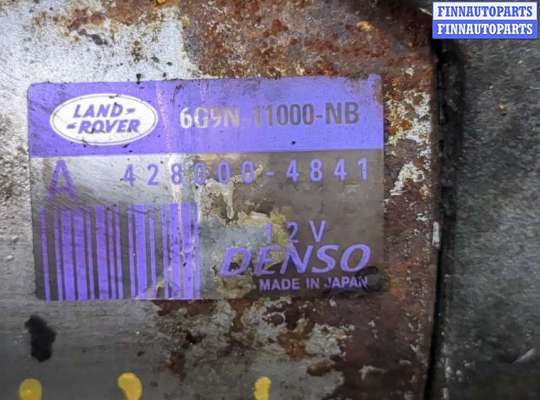 FINNAUTOPARTS
FINNAUTOPARTS
LAND-
-ROVER
6G9N-11000-NB
A 428000-4841
12V
DENSO
MADE IN JAPAN